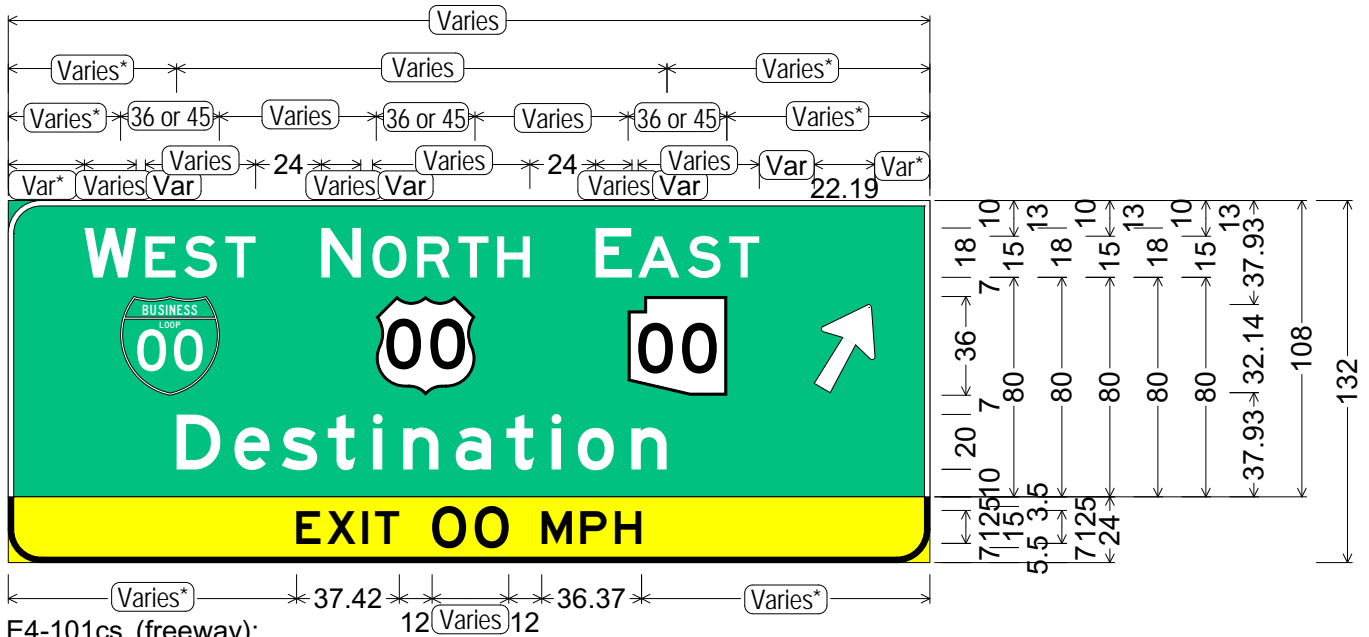 Varies
Varies* Varies Varies*
Varies* 36 or 45 Varies 36 or 45 Varies 36 or 45 Varies*
Varies 24 Varies 24 Varies Var Var*
Var* Varies Var Varies Var Varies Var 22.19
WEST NORTH EAST
BUSINESS
LOOP
00 00 00
Destination
EXIT 00 MPH
10 13 10 13 10 13
18 15 18 15 18 15 37.93
7
36 80 80 80 80 80 32.14 108 132
7
20 37.93
10 3.5
7 12 5 15 7 12 5 24
5.5
Varies* 37.42 36.37 Varies*
12 Varies 12
E4-101cs (freeway):